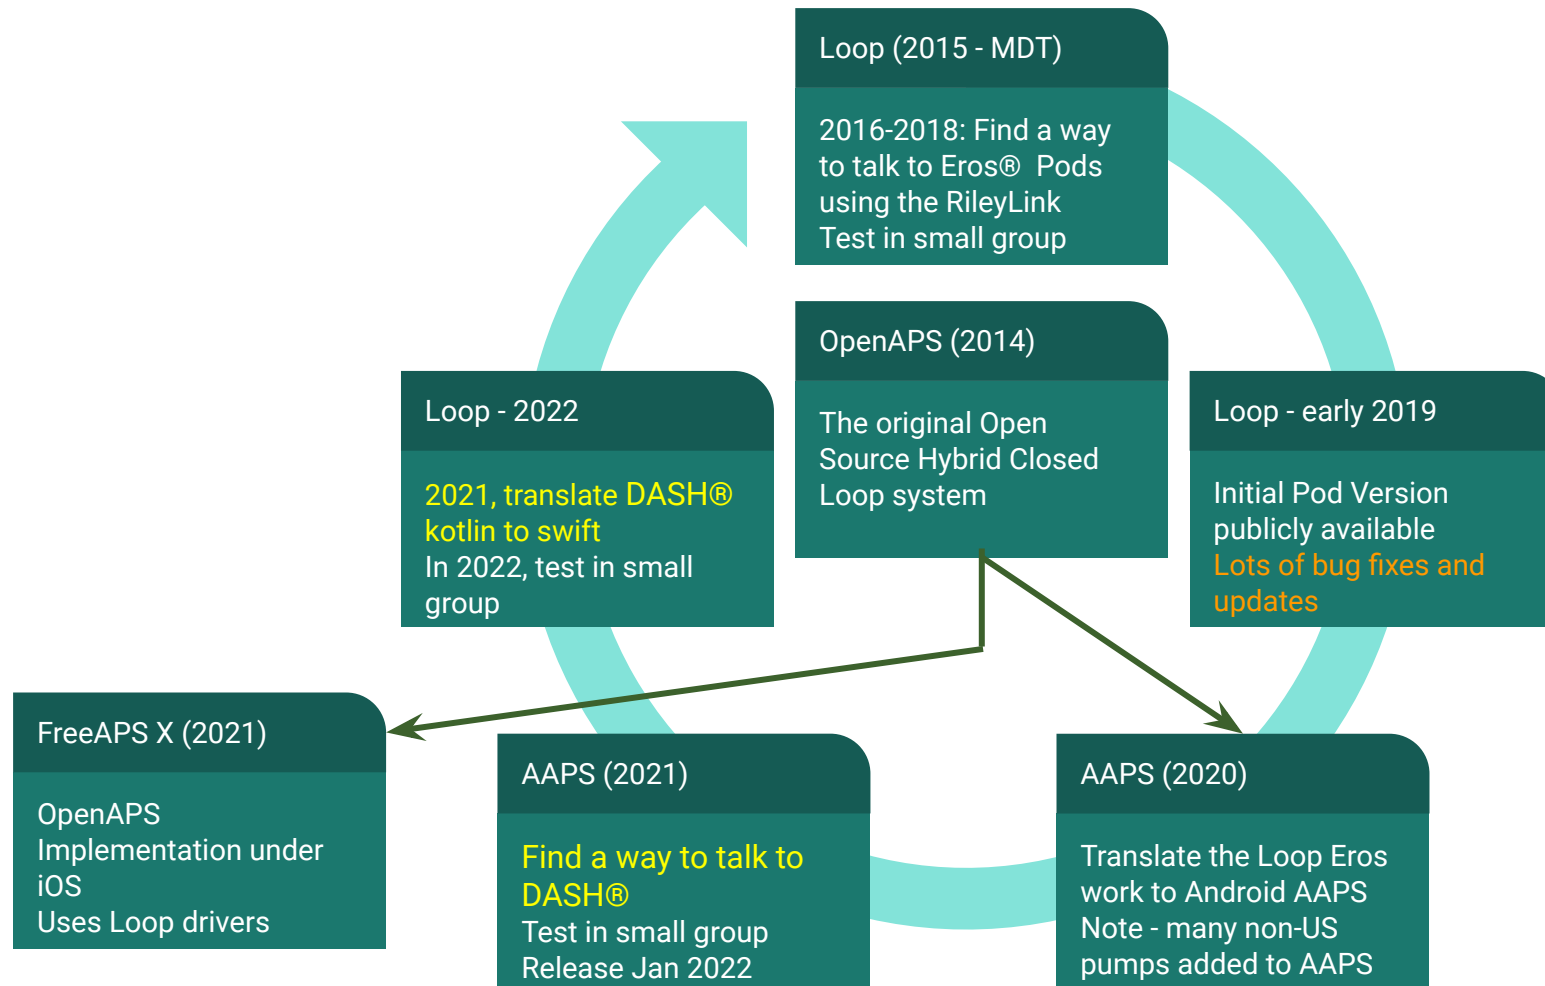 Loop (2015 - MDT)
2016-2018: Find a way
to talk to Eros® Pods
using the RileyLink
Test in small group
OpenAPS (2014)
The original Open
Source Hybrid Closed
Loop system
Loop - early 2019
Initial Pod Version
publicly available
Lots of bug fixes and
updates
Loop - 2022
2021, translate DASH®
kotlin to swift
In 2022, test in small
group
FreeAPS X (2021)
OpenAPS
Implementation under
iOS
Uses Loop drivers
AAPS (2021)
Find a way to talk to
DASH®
Test in small group
Release Jan 2022
AAPS (2020)
Translate the Loop Eros
work to Android AAPS
Note - many non-US
pumps added to AAPS